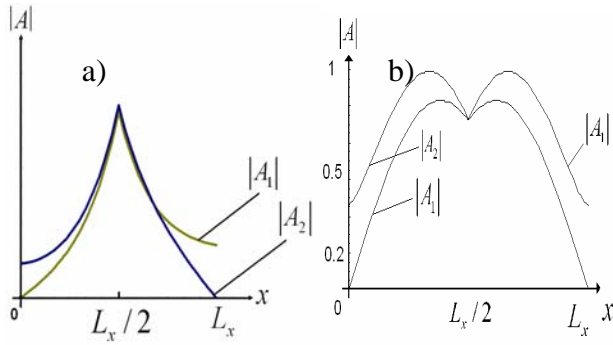 |A|
a)
|A₁|
|A₂|
0
Lₓ / 2
Lₓ
x
|A|
b)
1
0.5
0.2
0
|A₂|
|A₁|
|A₁|
Lₓ / 2
Lₓ
x